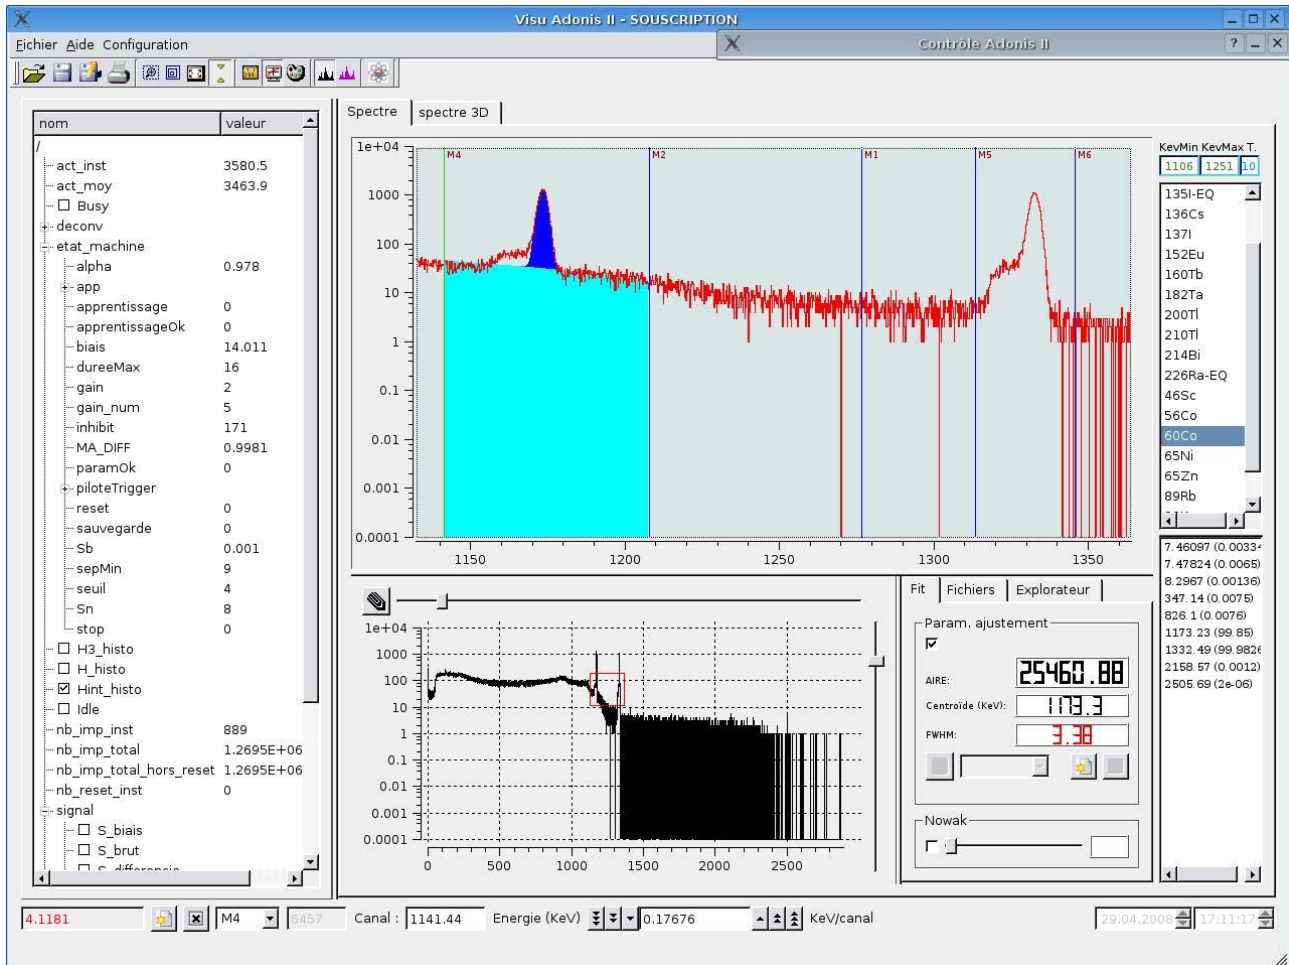 Visu Adonis II - SOUSCRIPTION
Fichier Aide Configuration
Contrôle Adonis II
nom valeur
/
act_inst 3580.5
act_moy 3463.9
Busy
deconv
etat_machine
alpha 0.978
app
apprentissage 0
apprentissageOk 0
biais 14.011
dureeMax 16
gain 2
gain_num 5
inhibit 171
MA_DIFF 0.9981
paramOk 0
piloteTrigger
reset 0
sauvegarde 0
Sb 0.001
sepMin 9
seuil 4
Sn 8
stop 0
H3_histo
H_histo
Hint_histo
Idle
nb_imp_inst 889
nb_imp_total 1.2695E+06
nb_imp_total_hors_reset 1.2695E+06
nb_reset_inst 0
signal
S_biais
S_brut
Spectre spectre 3D
1e+04
1000
100
10
1
0.1
0.01
0.001
0.0001
M4 M2 M1 M5 M6
1150 1200 1250 1300 1350
1e+04
1000
100
10
1
0.1
0.01
0.001
0.0001
0 500 1000 1500 2000 2500
Fit Fichiers Explorateur
Param. ajustement
AIRE: 25460.88
Centroïde (KeV): 1173.3
FWHM: 3.38
Nowak
KevMin KevMax T.
1106 1251 10
135I-EQ
136Cs
137I
152Eu
160Tb
182Ta
200Tl
210Tl
214Bi
226Ra-EQ
46Sc
56Co
60Co
65Ni
65Zn
89Rb
7.46097 (0.0033
7.47824 (0.0065)
8.2967 (0.00136)
347.14 (0.0075)
826.1 (0.0076)
1173.23 (99.85)
1332.49 (99.9826
2158.57 (0.0012)
2505.69 (2e-06)
4.1181 M4 6457 Canal : 1141.44 Energie (KeV) 0.17676 KeV/canal 29.04.2008 17:11:17